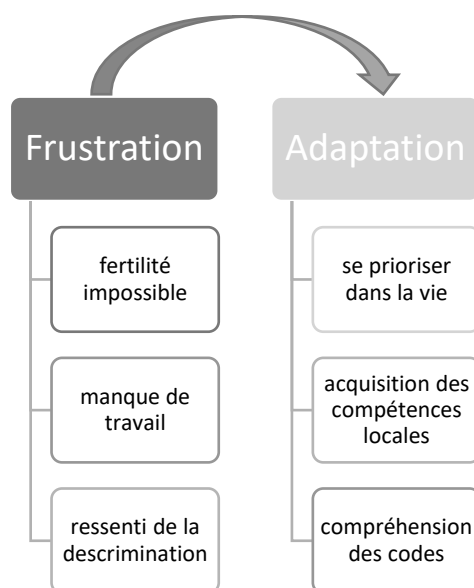 Frustration
fertilité
impossible
manque de
travail
ressenti de la
descrimination
Adaptation
se prioriser
dans la vie
acquisition des
compétences
locales
compréhension
des codes